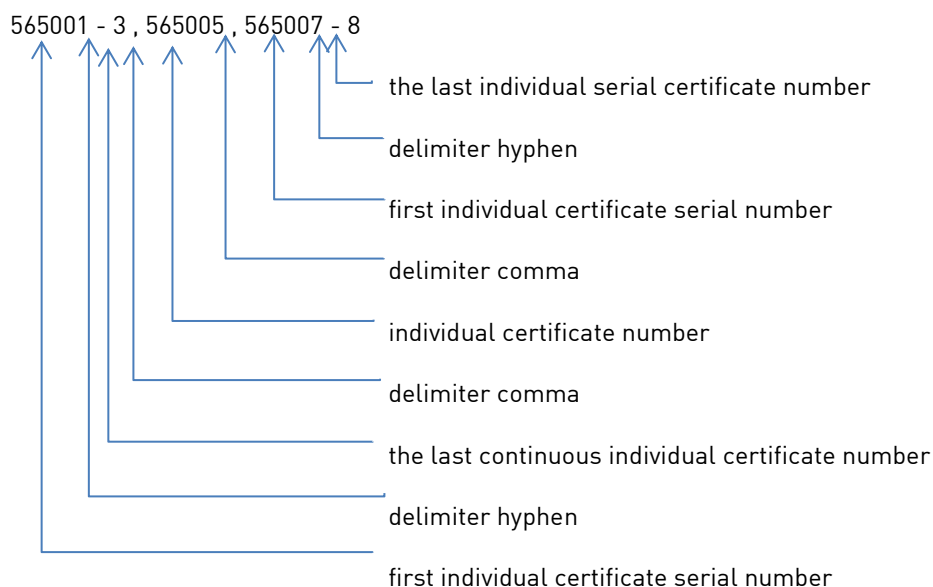 565001 - 3 , 565005 , 565007 - 8
the last individual serial certificate number
delimiter hyphen
first individual certificate serial number
delimiter comma
individual certificate number
delimiter comma
the last continuous individual certificate number
delimiter hyphen
first individual certificate serial number